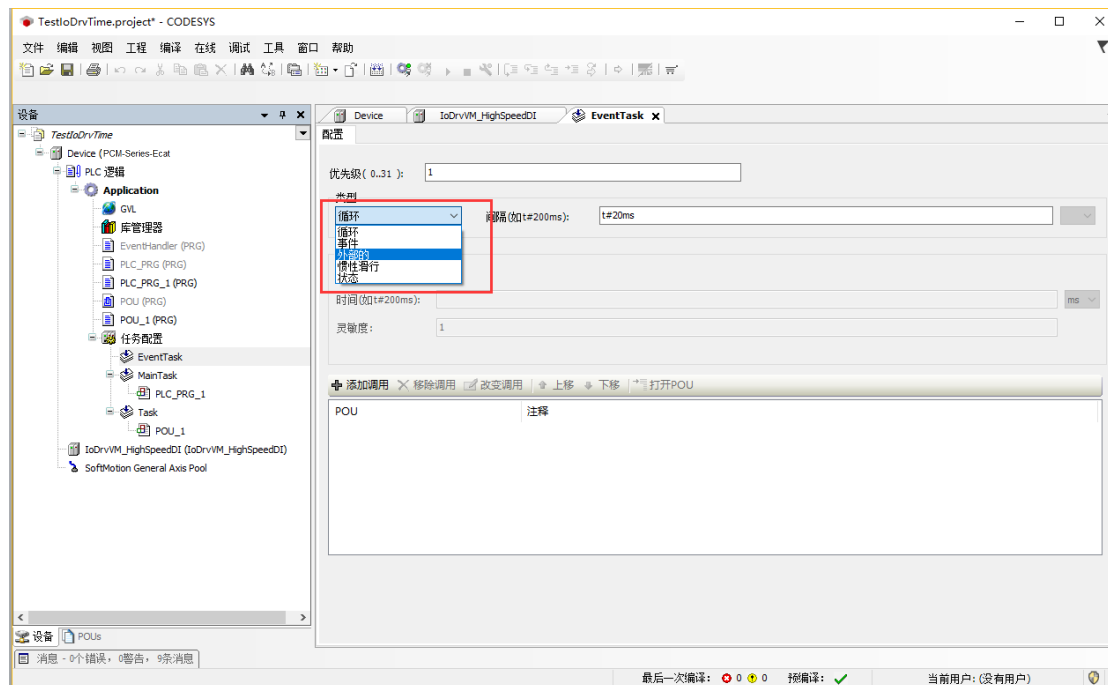 TestIoDrvTime.project* - CODESYS
文件 编辑 视图 工程 编译 在线 调试 工具 窗口 帮助
设备
TestIoDrvTime
Device (PCM-Series-Ecat
PLC 逻辑
Application
GVL
库管理器
EventHandler (PRG)
PLC_PRG (PRG)
PLC_PRG_1 (PRG)
POU (PRG)
POU_1 (PRG)
任务配置
EventTask
MainTask
PLC_PRG_1
Task
POU_1
IoDrvVM_HighSpeedDI (IoDrvVM_HighSpeedDI)
SoftMotion General Axis Pool
设备 POUs
Device IoDrvVM_HighSpeedDI EventTask
配置
优先级( 0..31 ): 1
类型
循环 间隔(如t#200ms): t#20ms
循环
事件
外部的
惯性滑行
状态
时间(如t#200ms): ms
灵敏度: 1
添加调用 移除调用 改变调用 上移 下移 打开POU
POU 注释
消息 - 0个错误，0警告，9条消息
最后一次编译: 0 0 预编译: 当前用户: (没有用户)